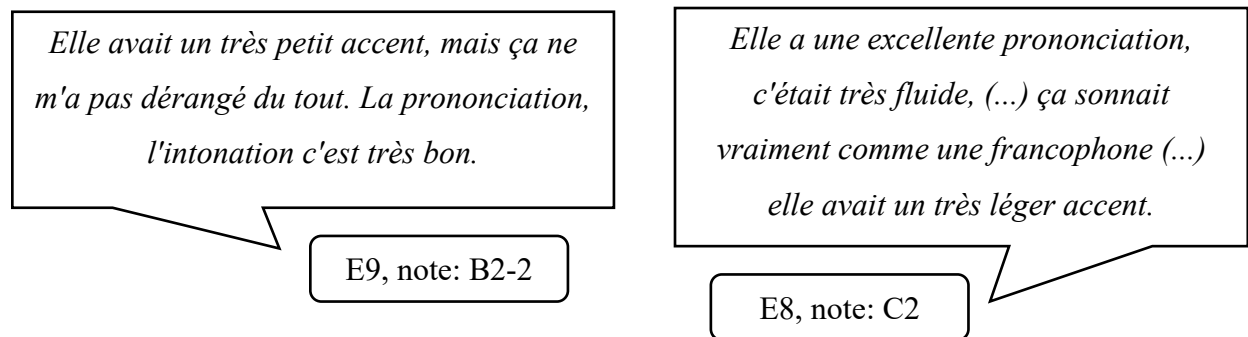 Elle avait un très petit accent, mais ça ne
m'a pas dérangé du tout. La prononciation,
l'intonation c'est très bon.
E9, note: B2-2
Elle a une excellente prononciation,
c'était très fluide, (...) ça sonnait
vraiment comme une francophone (...)
elle avait un très léger accent.
E8, note: C2